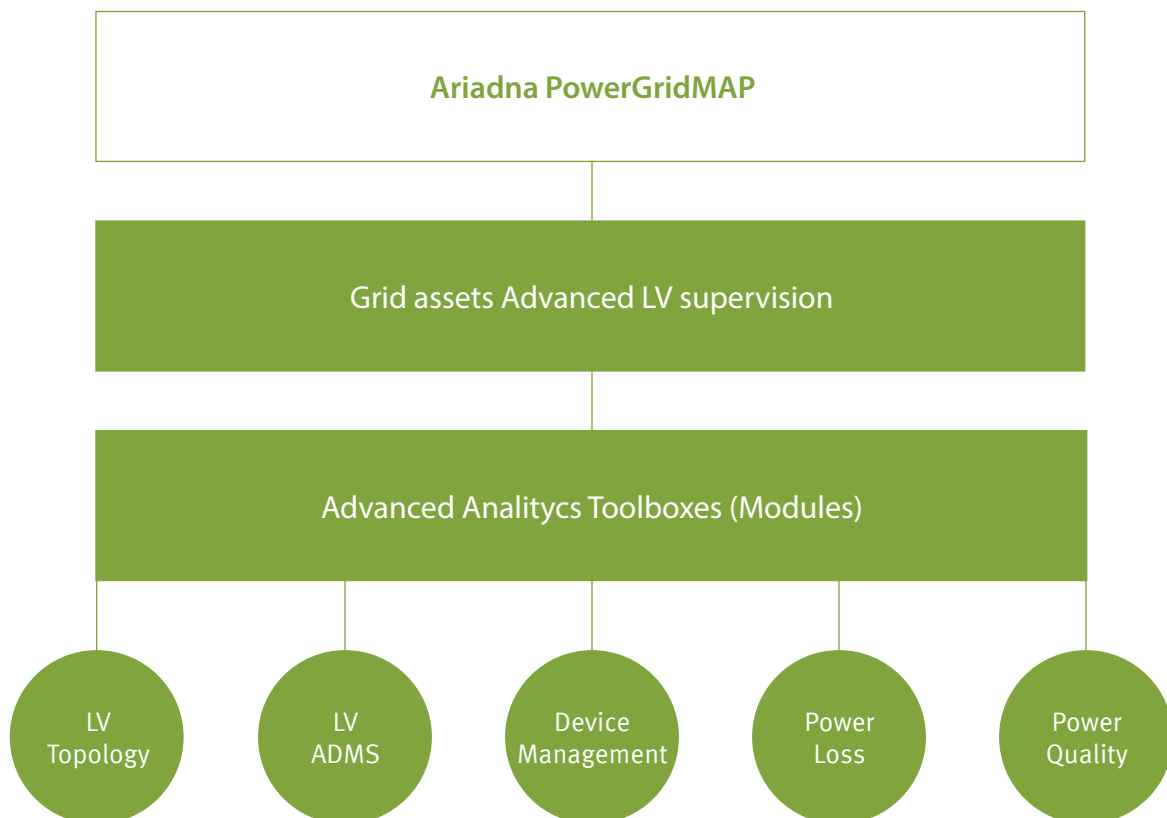 Ariadna PowerGridMAP
Grid assets Advanced LV supervision
Advanced Analitycs Toolboxes (Modules)
LV
Topology
LV
ADMS
Device
Management
Power
Loss
Power
Quality